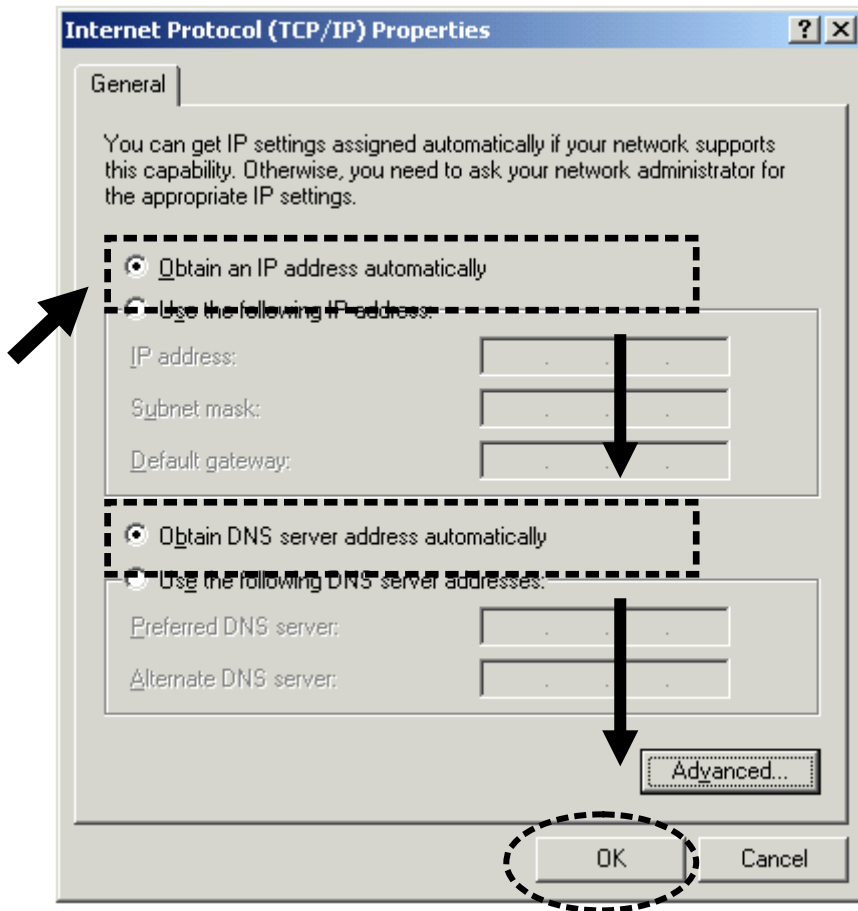 Internet Protocol (TCP/IP) Properties
General
You can get IP settings assigned automatically if your network supports
this capability. Otherwise, you need to ask your network administrator for
the appropriate IP settings.
Obtain an IP address automatically
Use the following IP address:
IP address:
Subnet mask:
Default gateway:
Obtain DNS server address automatically
Use the following DNS server addresses:
Preferred DNS server:
Alternate DNS server:
Advanced...
OK Cancel